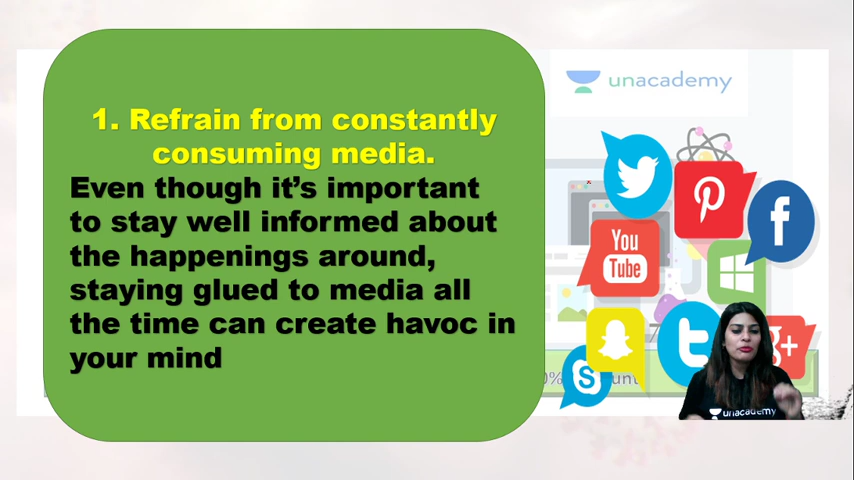 1. Refrain from constantly
consuming media.
Even though it's important
to stay well informed about
the happenings around,
staying glued to media all
the time can create havoc in
your mind
unacademy
You
Tube
g+
unacademy